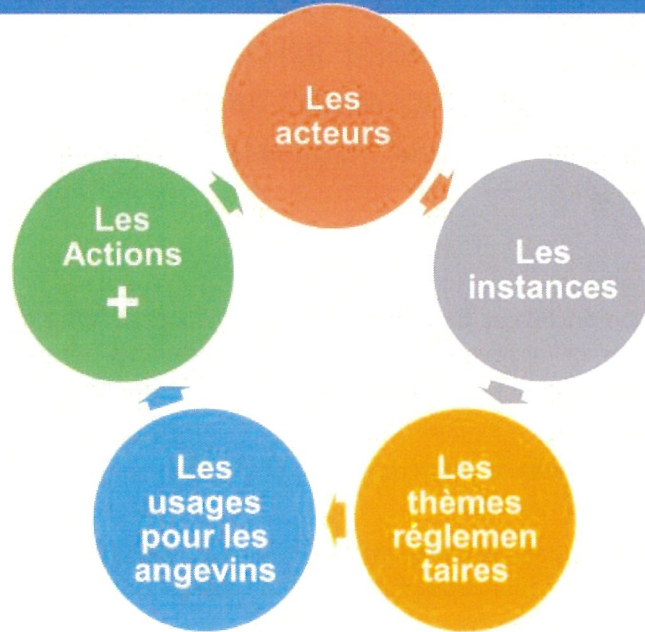 Les
acteurs
Les
instances
Les
thèmes
réglemen
taires
Les
usages
pour les
angevins
Les
Actions
+